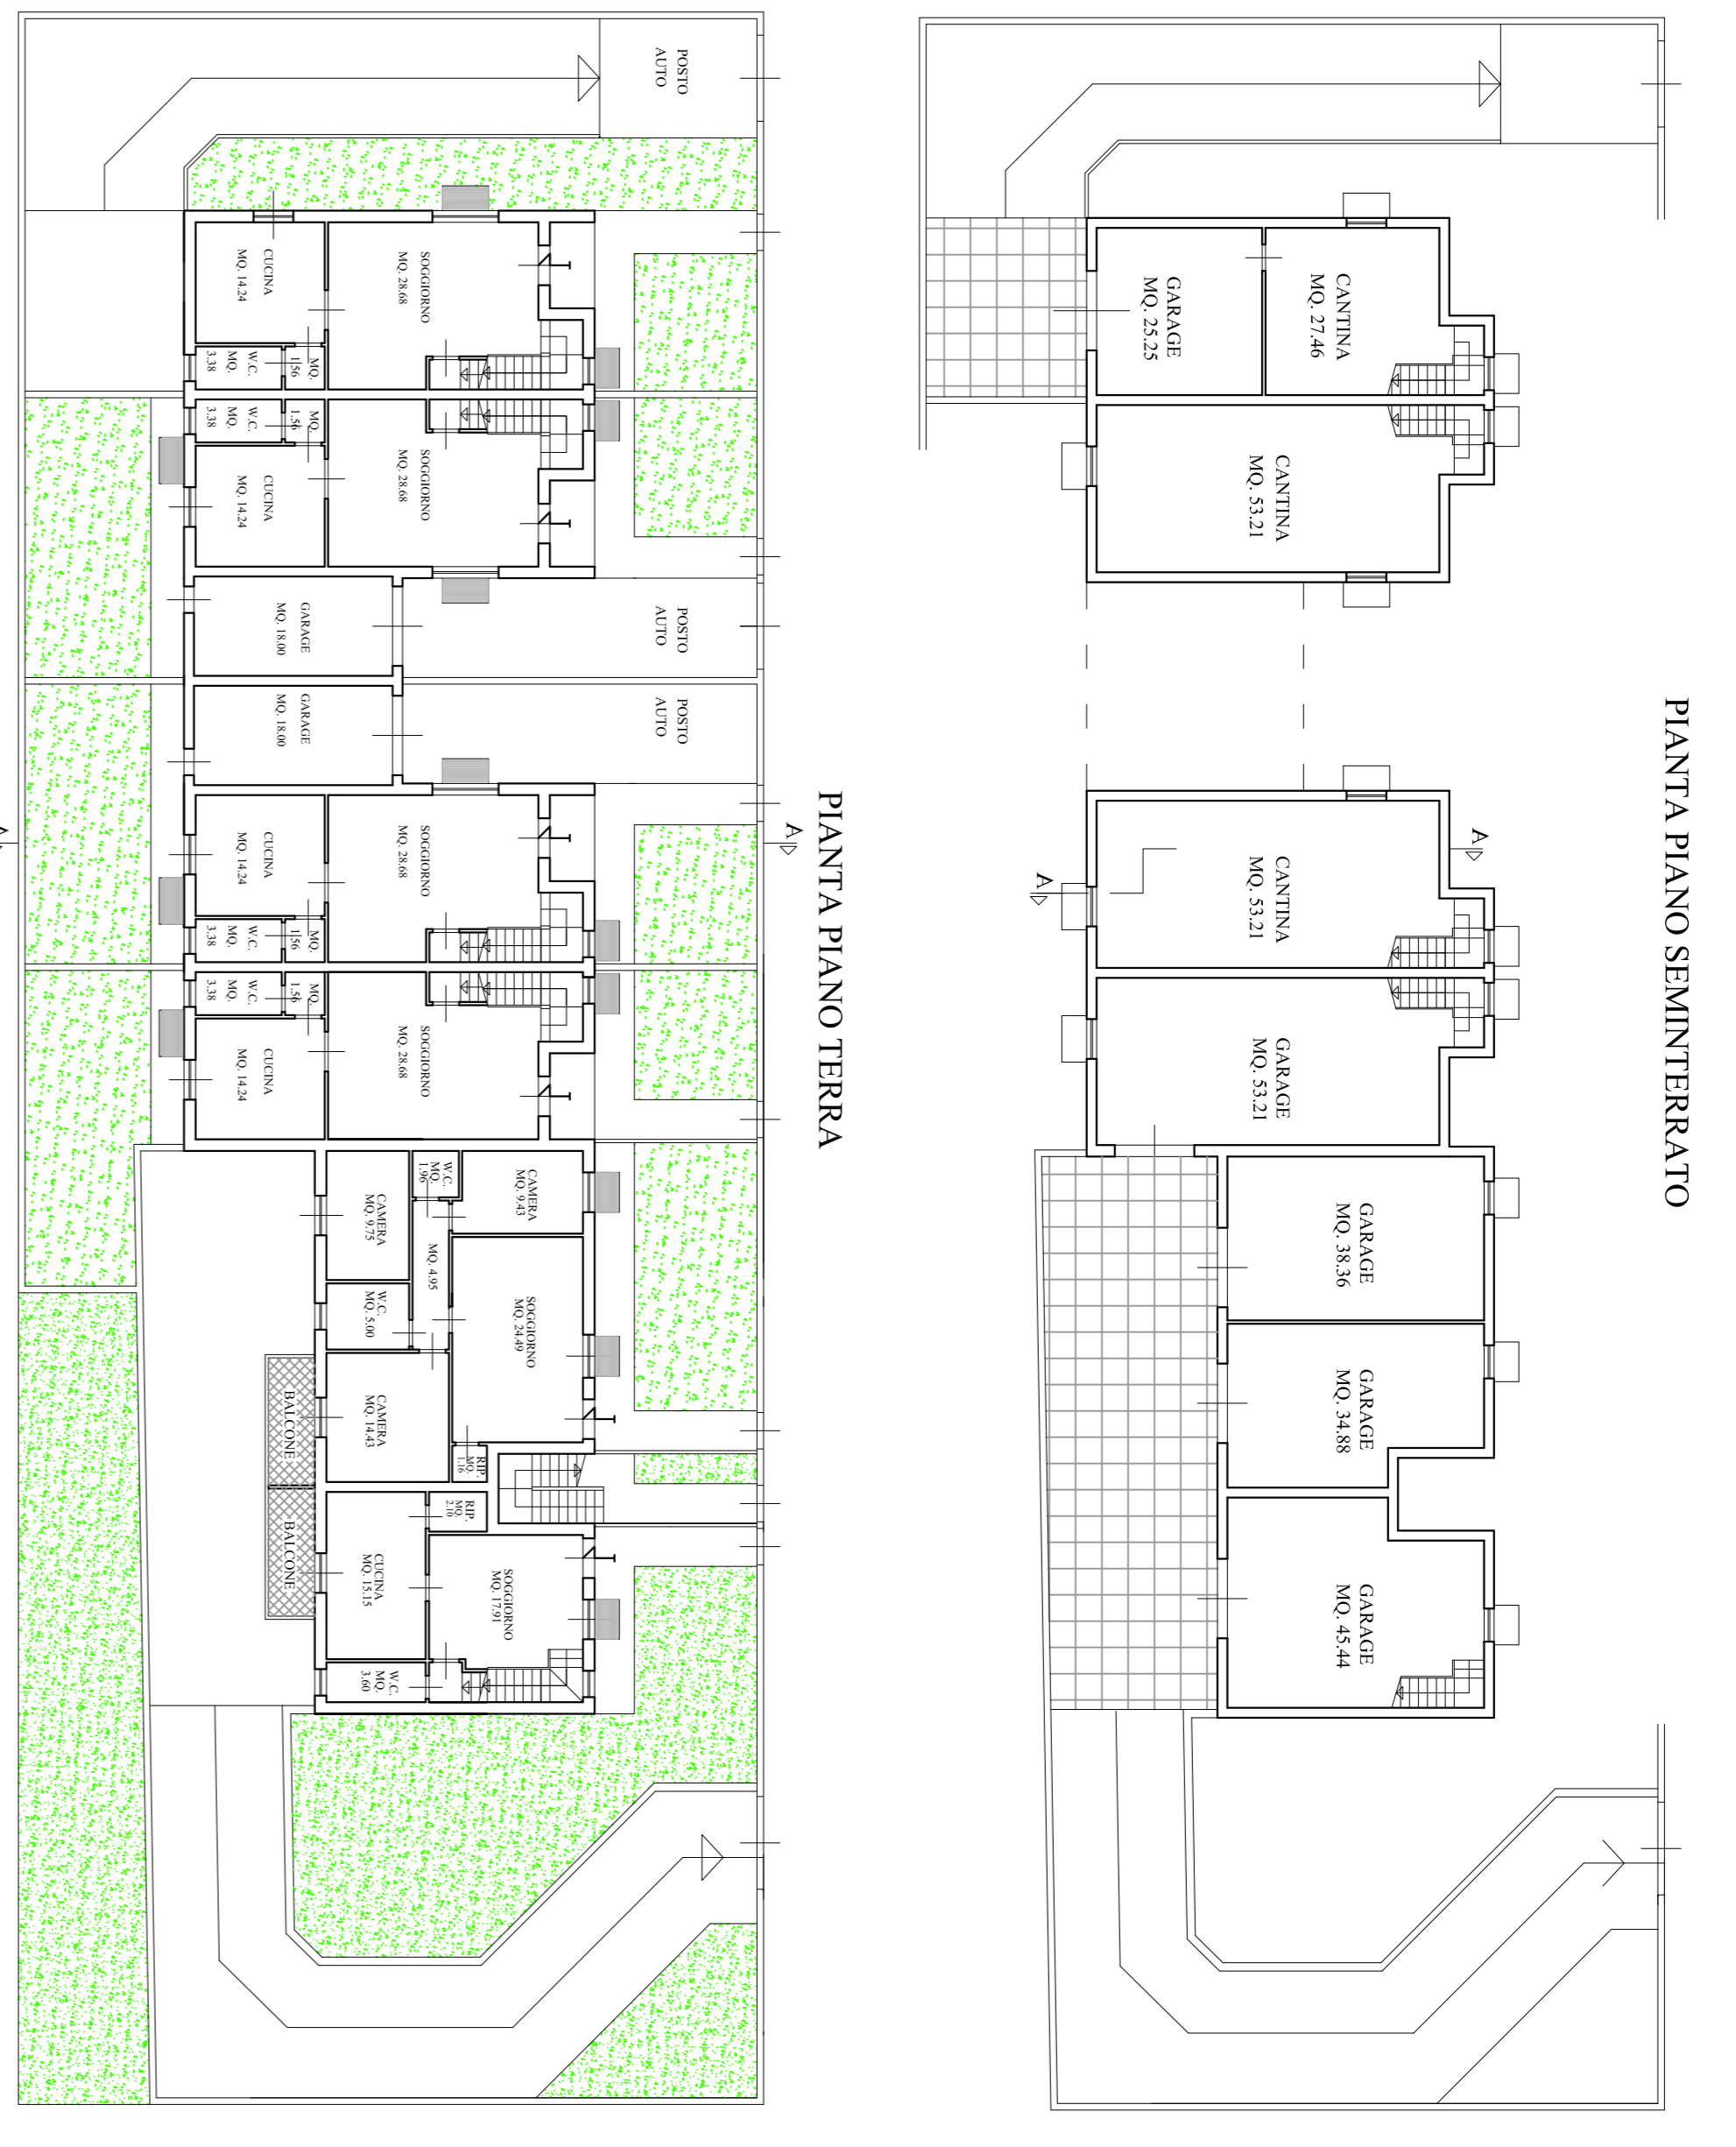 PIANTA PIANO SEMINTERRATO
A
A
CANTINA
MQ. 27.46
GARAGE
MQ. 25.25
CANTINA
MQ. 53.21
CANTINA
MQ. 53.21
GARAGE
MQ. 53.21
GARAGE
MQ. 38.36
GARAGE
MQ. 34.88
GARAGE
MQ. 45.44
PIANTA PIANO TERRA
A
A
POSTO
AUTO
POSTO
AUTO
POSTO
AUTO
SOGGIORNO
MQ. 28.68
CUCINA
MQ. 14.24
MQ.
1.56
W.C.
MQ.
3.38
SOGGIORNO
MQ. 28.68
MQ.
1.56
W.C.
MQ.
3.38
CUCINA
MQ. 14.24
GARAGE
MQ. 18.00
GARAGE
MQ. 18.00
SOGGIORNO
MQ. 28.68
CUCINA
MQ. 14.24
MQ.
1.56
W.C.
MQ.
3.38
SOGGIORNO
MQ. 28.68
MQ.
1.56
W.C.
MQ.
3.38
CUCINA
MQ. 14.24
CAMERA
MQ. 9.43
W.C.
MQ.
1.96
CAMERA
MQ. 9.75
MQ. 4.95
SOGGIORNO
MQ. 24.49
W.C.
MQ. 5.00
CAMERA
MQ. 14.43
RIP.
MQ.
1.16
BALCONE
RIP.
MQ.
2.10
SOGGIORNO
MQ. 17.91
CUCINA
MQ. 15.15
BALCONE
W.C.
MQ.
3.60